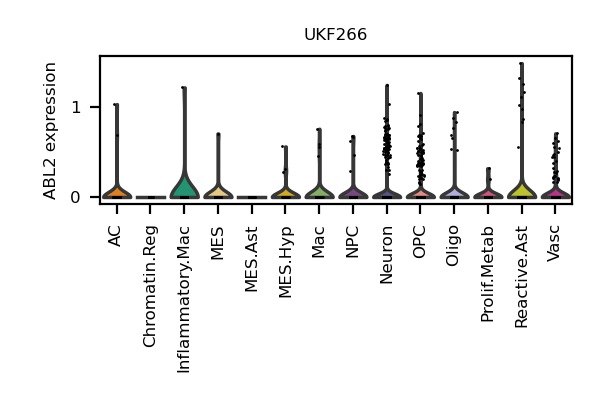 UKF266
ABL2 expression
1
0
AC
Chromatin.Reg
Inflammatory.Mac
MES
MES.Ast
MES.Hyp
Mac
NPC
Neuron
OPC
Oligo
Prolif.Metab
Reactive.Ast
Vasc